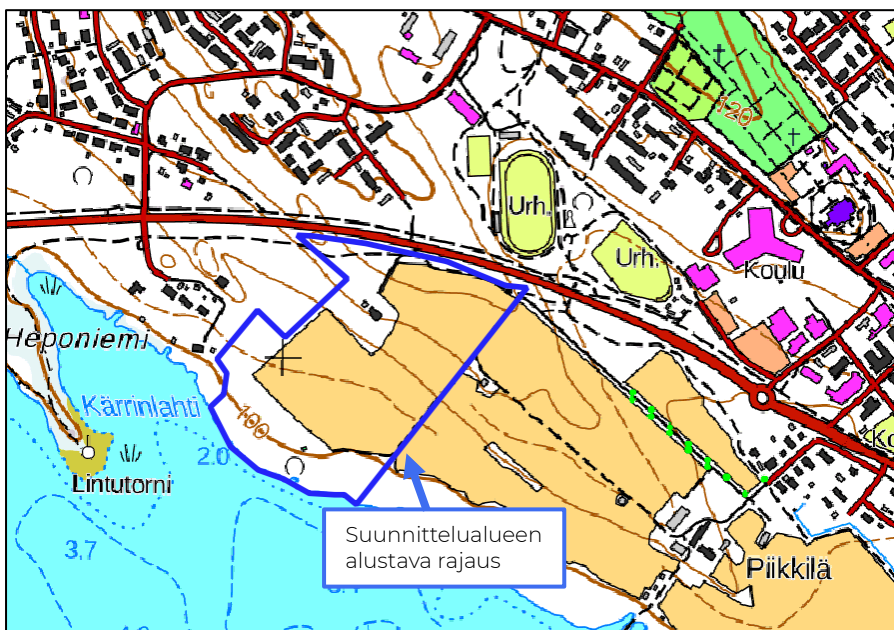 120
Urh.
Urh.
Koulu
Heponiemi
Kärrinlahti
100
2.0
Lintutorni
Suunnittelualueen
alustava rajaus
3.7
Piikkilä